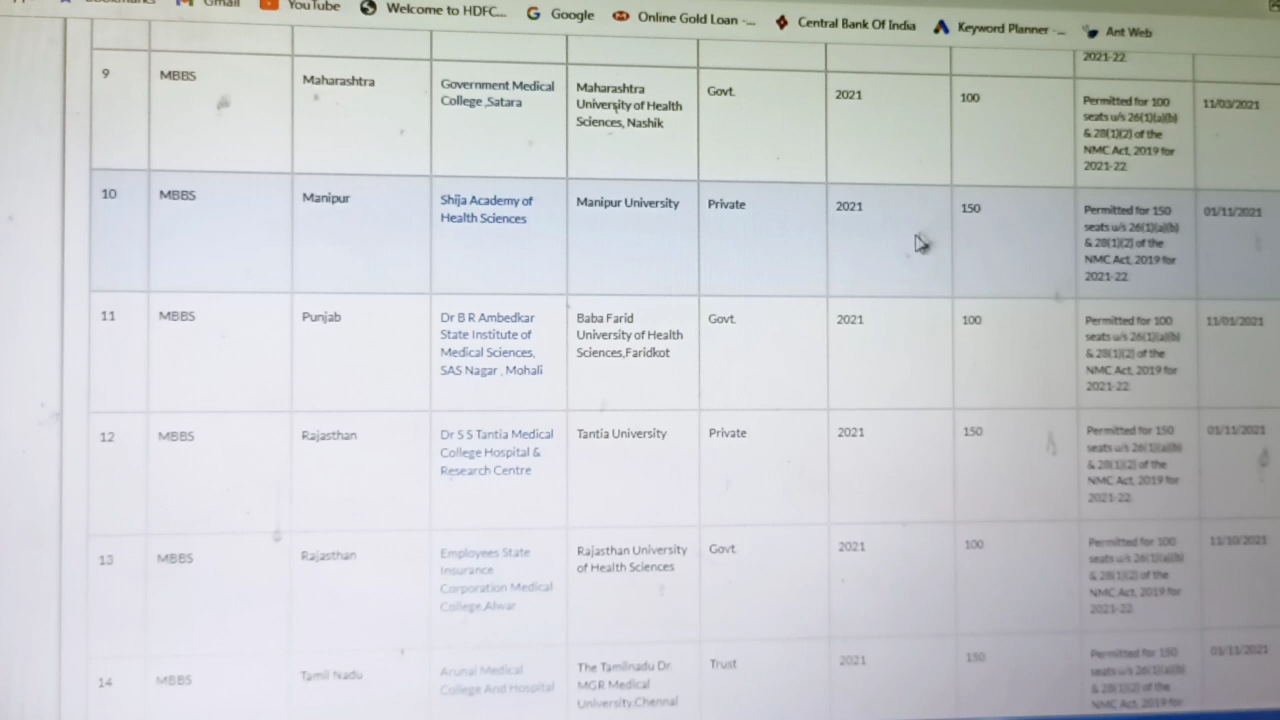 Bookmarks Gmail YouTube Welcome to HDFC... Google Online Gold Loan -... Central Bank Of India Keyword Planner -... Ant Web
2021-22
9 MBBS Maharashtra Government Medical College ,Satara Maharashtra University of Health Sciences, Nashik Govt. 2021 100 Permitted for 100 seats u/s 26(1)(a)(b) & 28(1)(2) of the NMC Act, 2019 for 2021-22 11/03/2021
10 MBBS Manipur Shija Academy of Health Sciences Manipur University Private 2021 150 Permitted for 150 seats u/s 26(1)(a)(b) & 28(1)(2) of the NMC Act, 2019 for 2021-22 01/11/2021
11 MBBS Punjab Dr B R Ambedkar State Institute of Medical Sciences, SAS Nagar , Mohali Baba Farid University of Health Sciences,Faridkot Govt. 2021 100 Permitted for 100 seats u/s 26(1)(a)(b) & 28(1)(2) of the NMC Act, 2019 for 2021-22 11/01/2021
12 MBBS Rajasthan Dr S S Tantia Medical College Hospital & Research Centre Tantia University Private 2021 150 Permitted for 150 seats u/s 26(1)(a)(b) & 28(1)(2) of the NMC Act, 2019 for 2021-22 01/11/2021
13 MBBS Rajasthan Employees State Insurance Corporation Medical College,Alwar Rajasthan University of Health Sciences Govt. 2021 100 Permitted for 100 seats u/s 26(1)(a)(b) & 28(1)(2) of the NMC Act, 2019 for 2021-22 11/10/2021
14 MBBS Tamil Nadu Arunai Medical College And Hospital The Tamilnadu Dr. MGR Medical University,Chennai Trust 2021 150 Permitted for 150 seats u/s 26(1)(a)(b) & 28(1)(2) of the NMC Act, 2019 for 01/11/2021